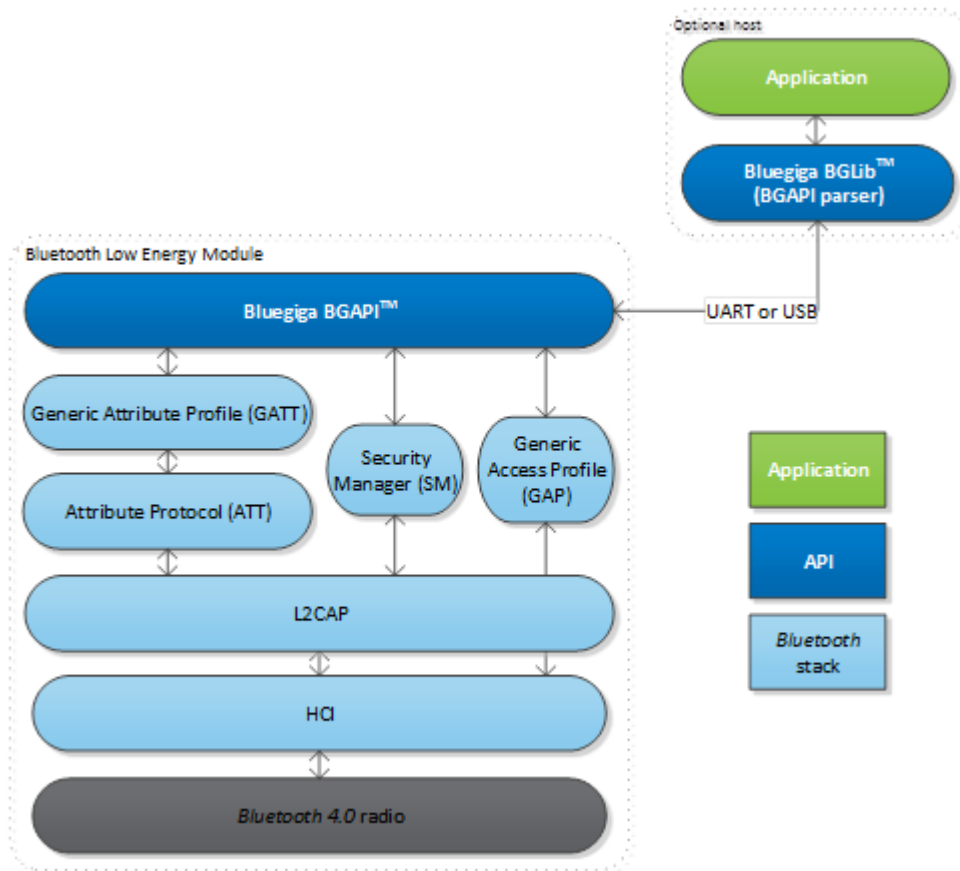 Optional host
Application
Bluegiga BGLib™
(BGAPI parser)
Bluetooth Low Energy Module
Bluegiga BGAPI™
UART or USB
Generic Attribute Profile (GATT)
Security
Manager (SM)
Generic
Access Profile
(GAP)
Attribute Protocol (ATT)
L2CAP
HCI
Bluetooth 4.0 radio
Application
API
Bluetooth
stack